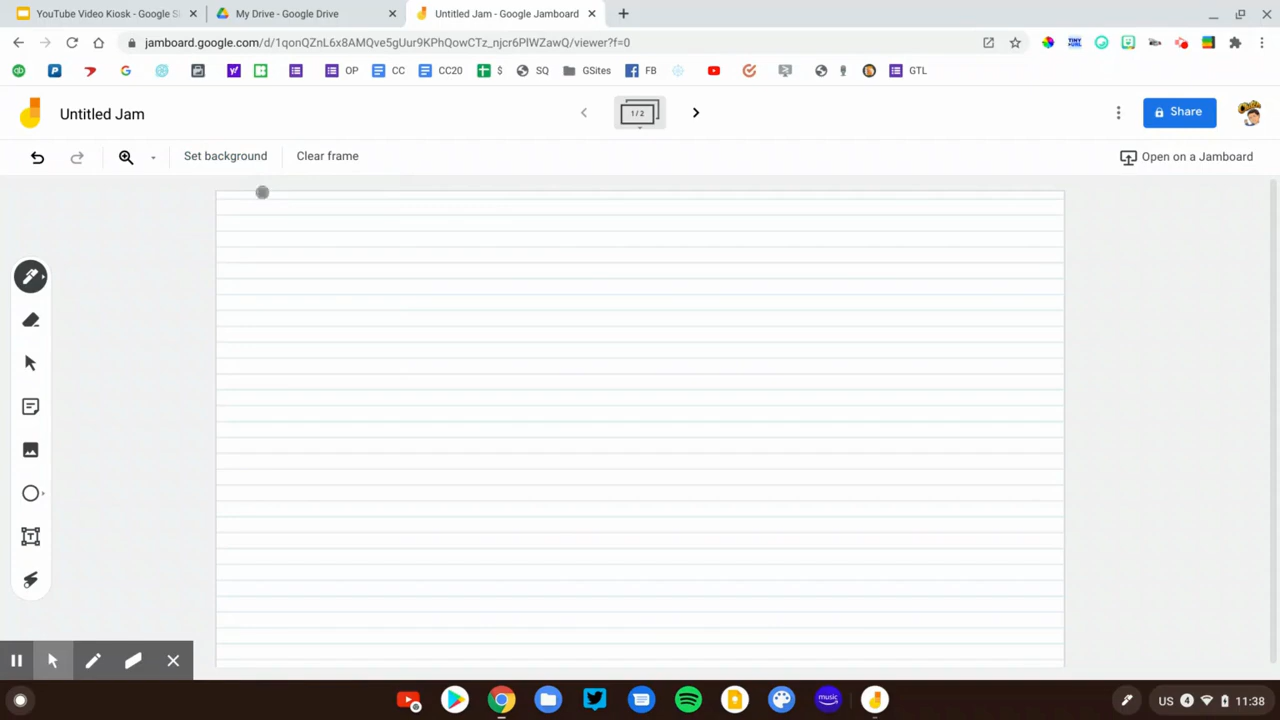 YouTube Video Kiosk - Google S
My Drive - Google Drive
Untitled Jam - Google Jamboard
jamboard.google.com/d/
/viewer?f=0
OP
CC
CC20
$
SQ
GSites
FB
GTL
Untitled Jam
1/2
Share
Set background
Clear frame
Open on a Jamboard
music
US
4
11:38